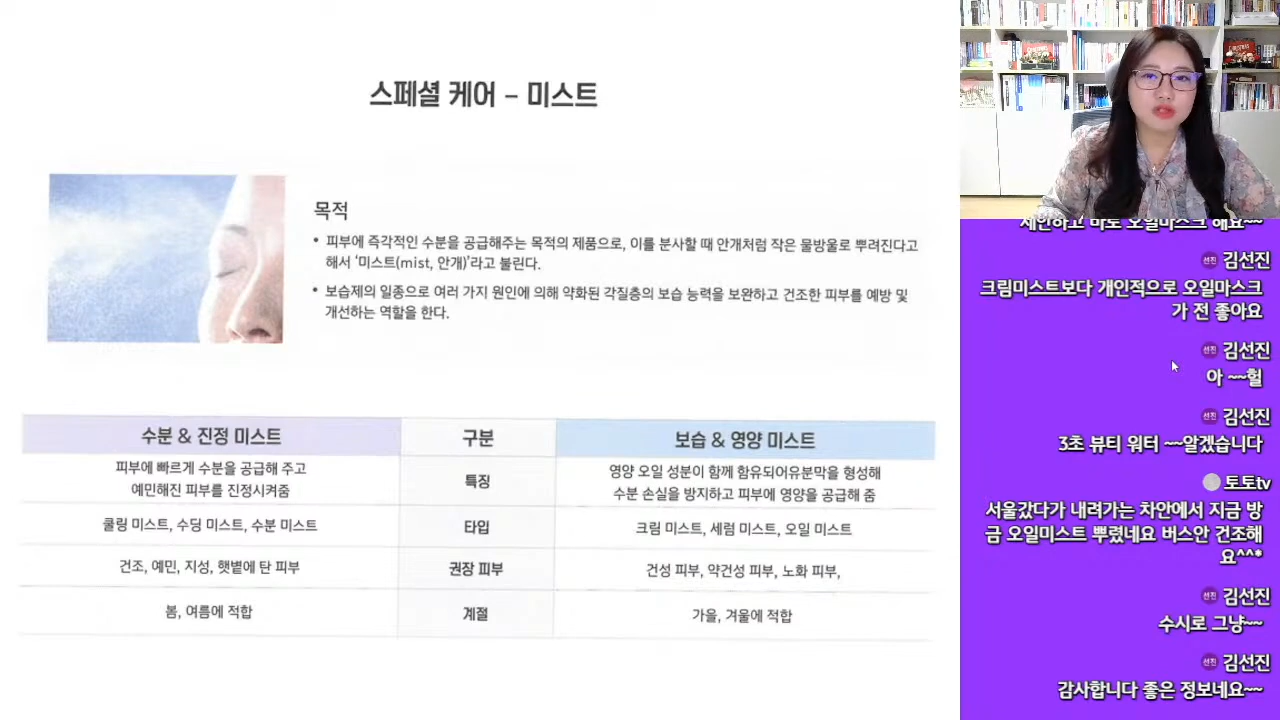 스페셜 케어 – 미스트
목적
• 피부에 즉각적인 수분을 공급해주는 목적의 제품으로, 이를 분사할 때 안개처럼 작은 물방울로 뿌려진다고
해서 ‘미스트(mist, 안개)’라고 불린다.
• 보습제의 일종으로 여러 가지 원인에 의해 약화된 각질층의 보습 능력을 보완하고 건조한 피부를 예방 및
개선하는 역할을 한다.
수분 & 진정 미스트 구분 보습 & 영양 미스트
피부에 빠르게 수분을 공급해 주고
예민해진 피부를 진정시켜줌
특징
영양 오일 성분이 함께 함유되어유분막을 형성해
수분 손실을 방지하고 피부에 영양을 공급해 줌
쿨링 미스트, 수딩 미스트, 수분 미스트 타입 크림 미스트, 세럼 미스트, 오일 미스트
건조, 예민, 지성, 햇볕에 탄 피부 권장 피부 건성 피부, 약건성 피부, 노화 피부,
봄, 여름에 적합 계절 가을, 겨울에 적합
바로 오일마스크 해요~~
선진 김선진
크림미스트보다 개인적으로 오일마스크
가 전 좋아요
선진 김선진
아 ~~헐
선진 김선진
3초 뷰티 워터 ~~알겠습니다
토토tv
서울갔다가 내려가는 차안에서 지금 방
금 오일미스트 뿌렸네요 버스안 건조해
요^^*
선진 김선진
수시로 그냥~~
선진 김선진
감사합니다 좋은 정보네요~~